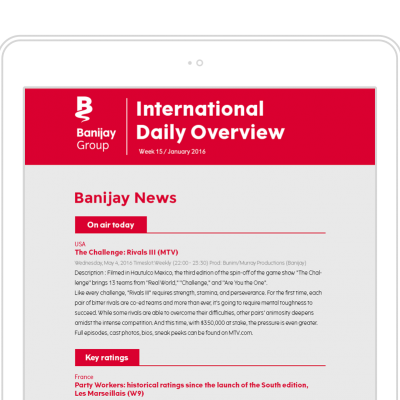 Banijay
Group
International
Daily Overview
Week 15 / January 2016
Banijay News
On air today
USA
The Challenge: Rivals III (MTV)
Wednesday, May 4, 2016 Timeslot: Weekly (22:00 - 23:30) Prod: Bunim/Murray Productions (Banijay)
Description : Filmed in Hautulco Mexico, the third edition of the spin-off of the game show "The Chal-
lenge" brings 13 teams from "Real World," "Challenge," and "Are You the One".
Like every challenge, "Rivals III" requires strength, stamina, and perseverance. For the first time, each
pair of bitter rivals are co-ed teams and more than ever, it's going to require mental toughness to
succeed. While some rivals are able to overcome their difficulties, other pairs' animosity deepens
amidst the intense competition. And this time, with $350,000 at stake, the pressure is even greater.
Full episodes, cast photos, bios, sneak peeks can be found on MTV.com.
Key ratings
France
Party Workers: historical ratings since the launch of the South edition,
Les Marseillais (W9)